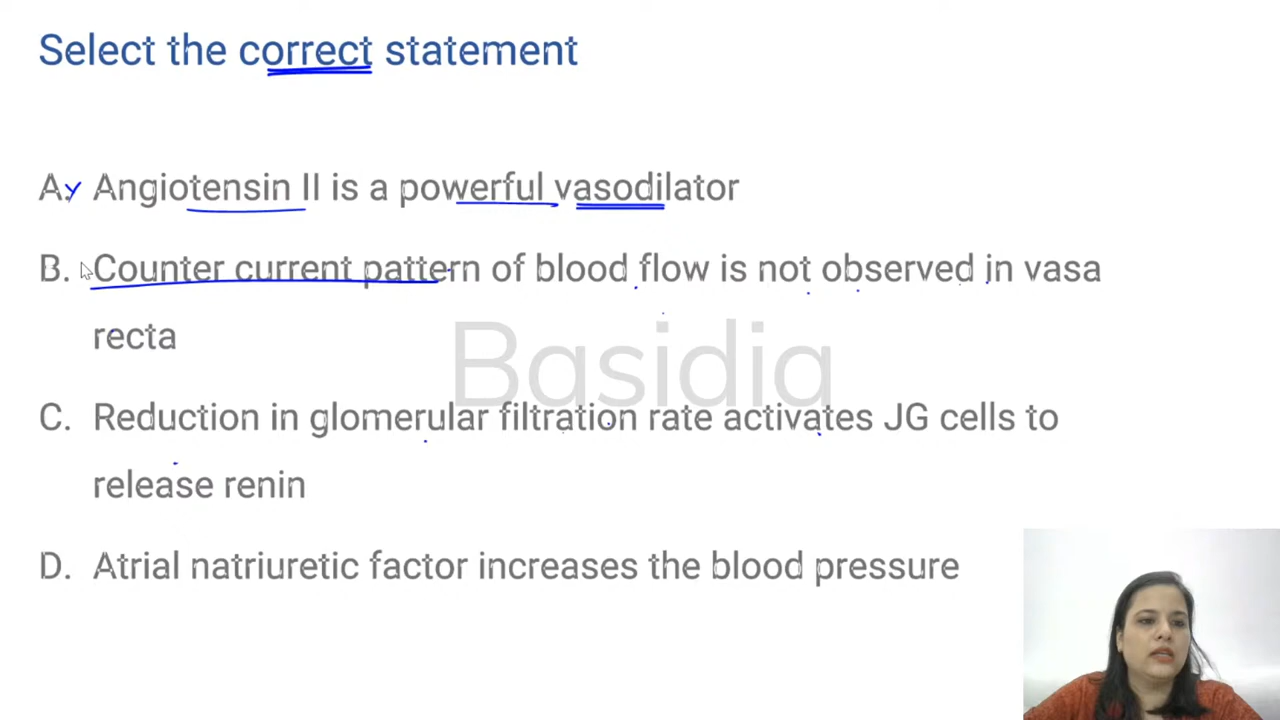 Select the correct statement
A. Angiotensin II is a powerful vasodilator
B. Counter current pattern of blood flow is not observed in vasa
recta
Basidia
C. Reduction in glomerular filtration rate activates JG cells to
release renin
D. Atrial natriuretic factor increases the blood pressure